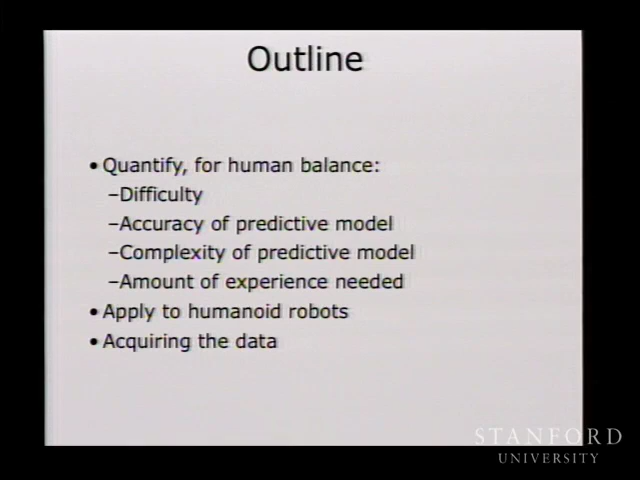 Outline
• Quantify, for human balance:
–Difficulty
–Accuracy of predictive model
–Complexity of predictive model
–Amount of experience needed
• Apply to humanoid robots
• Acquiring the data
STANFORD
UNIVERSITY